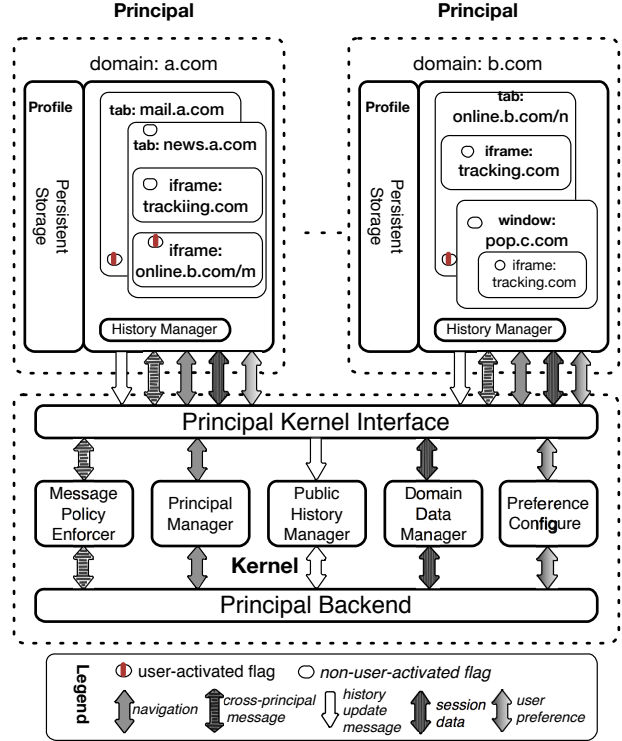 Principal
Principal
domain: a.com
domain: b.com
Profile
Persistent
Storage
tab: mail.a.com
tab: news.a.com
iframe:
trackiing.com
iframe:
online.b.com/m
History Manager
Profile
Persistent
Storage
tab:
online.b.com/n
iframe:
tracking.com
window:
pop.c.com
iframe:
tracking.com
History Manager
Principal Kernel Interface
Message
Policy
Enforcer
Principal
Manager
Public
History
Manager
Domain
Data
Manager
Preference
Configure
Kernel
Principal Backend
Legend
user-activated flag
non-user-activated flag
navigation
cross-principal
message
history
update
message
session
data
user
preference